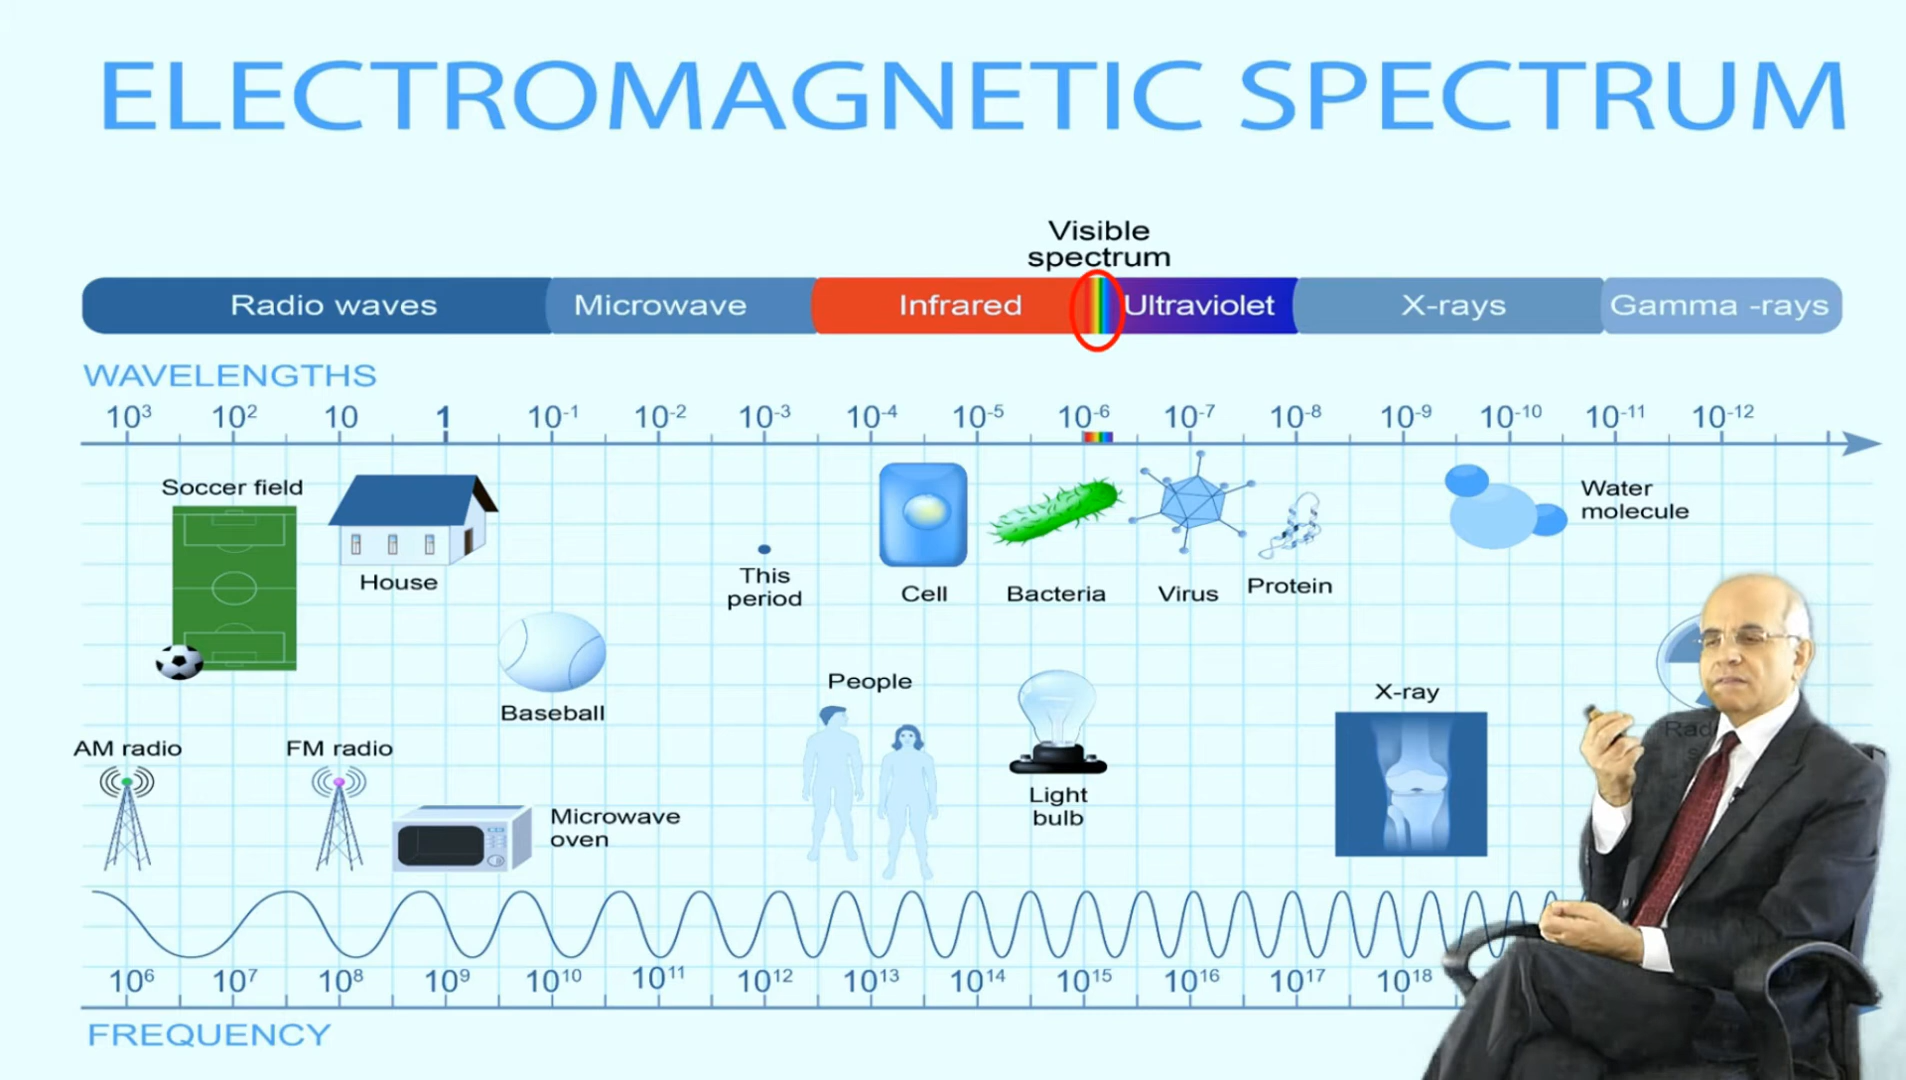 ELECTROMAGNETIC SPECTRUM
Visible
spectrum
Radio waves Microwave Infrared Ultraviolet X-rays Gamma -rays
WAVELENGTHS
10³ 10² 10 1 10⁻¹ 10⁻² 10⁻³ 10⁻⁴ 10⁻⁵ 10⁻⁶ 10⁻⁷ 10⁻⁸ 10⁻⁹ 10⁻¹⁰ 10⁻¹¹ 10⁻¹²
Soccer field
House
Baseball
This
period
Cell
Bacteria
Virus
Protein
Water
molecule
AM radio
FM radio
Microwave
oven
People
Light
bulb
X-ray
10⁶ 10⁷ 10⁸ 10⁹ 10¹⁰ 10¹¹ 10¹² 10¹³ 10¹⁴ 10¹⁵ 10¹⁶ 10¹⁷ 10¹⁸
FREQUENCY